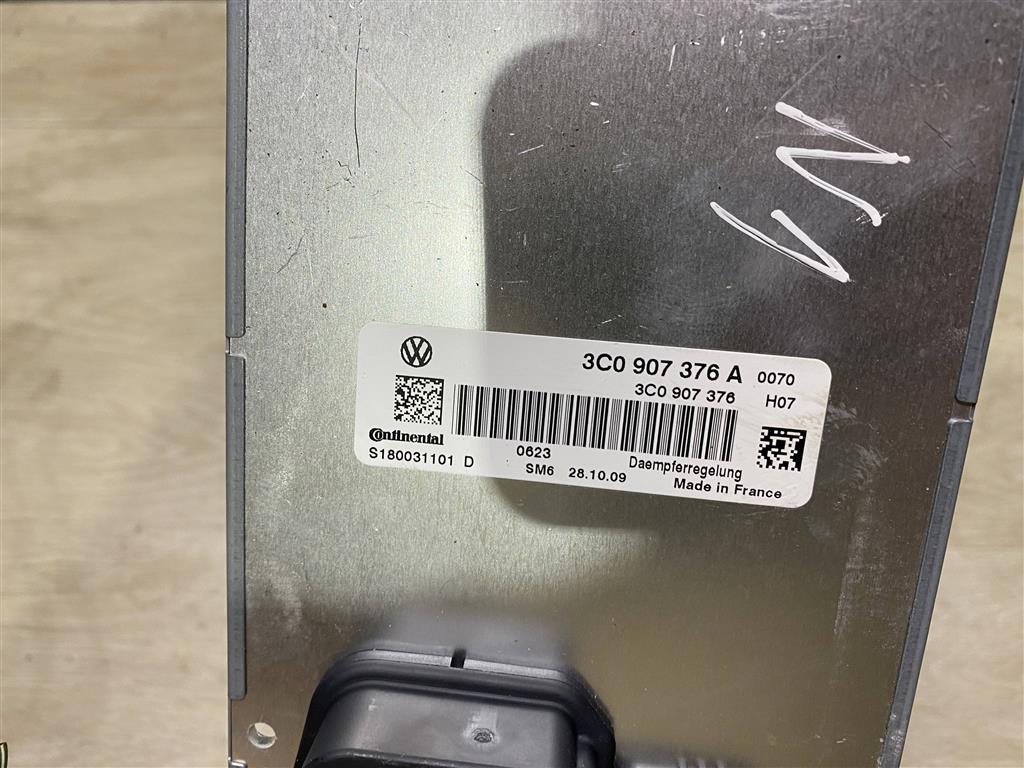 3C0 907 376 A 0070
3C0 907 376 H07
Continental
S180031101 D 0623 Daempferregelung
SM6 28.10.09 Made in France